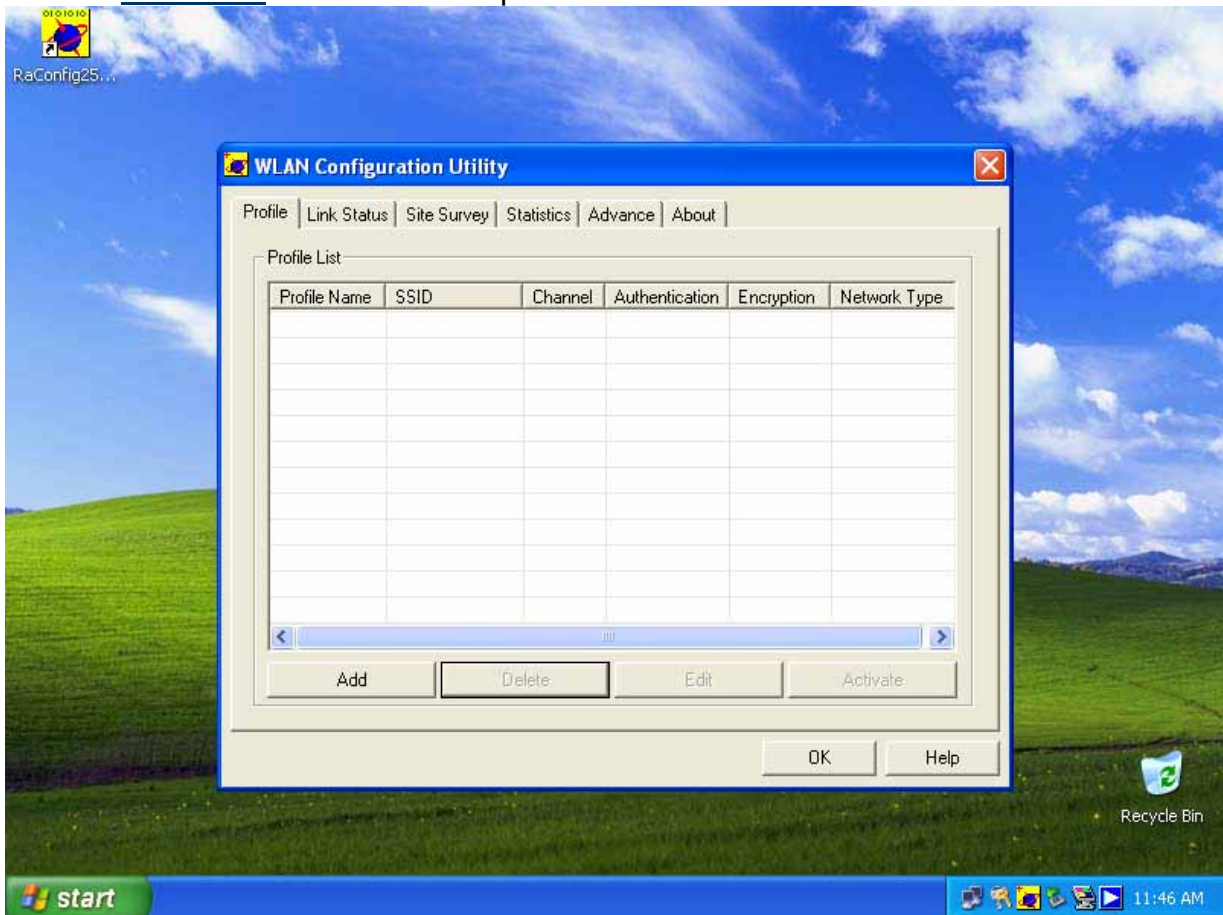 01010101
RaConfig25...
WLAN Configuration Utility
Profile Link Status Site Survey Statistics Advance About
Profile List
Profile Name SSID Channel Authentication Encryption Network Type
Add Delete Edit Activate
OK Help
Recycle Bin
start 11:46 AM